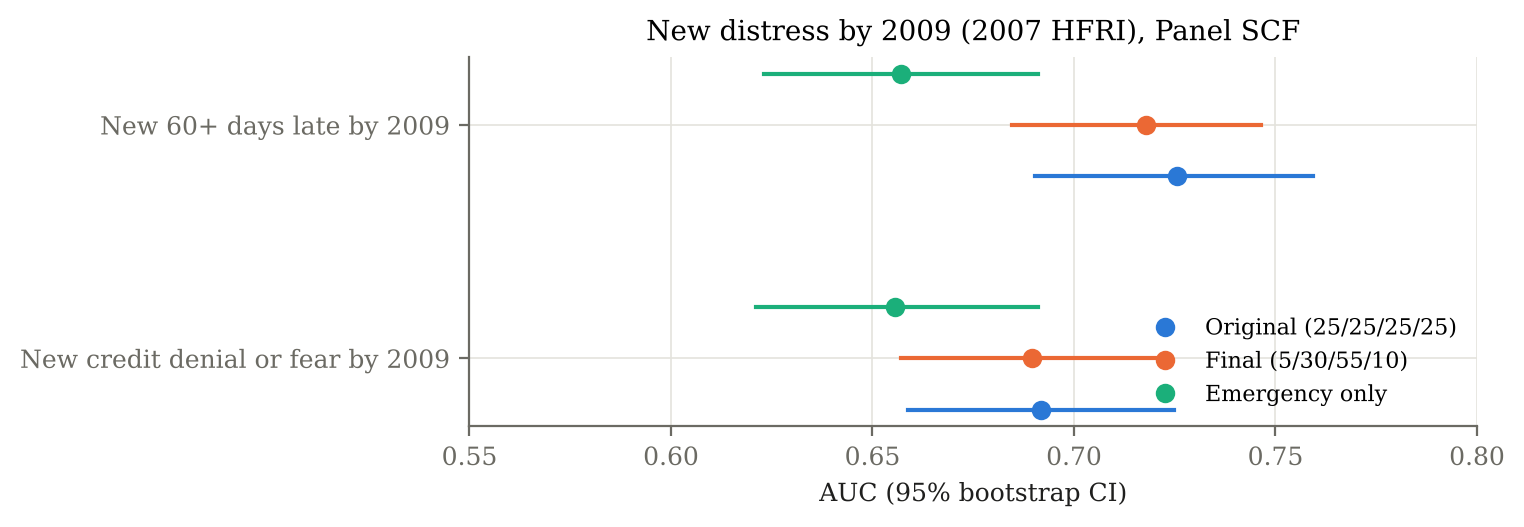 New distress by 2009 (2007 HFRI), Panel SCF
New 60+ days late by 2009
New credit denial or fear by 2009
Original (25/25/25/25)
Final (5/30/55/10)
Emergency only
0.55 0.60 0.65 0.70 0.75 0.80
AUC (95% bootstrap CI)